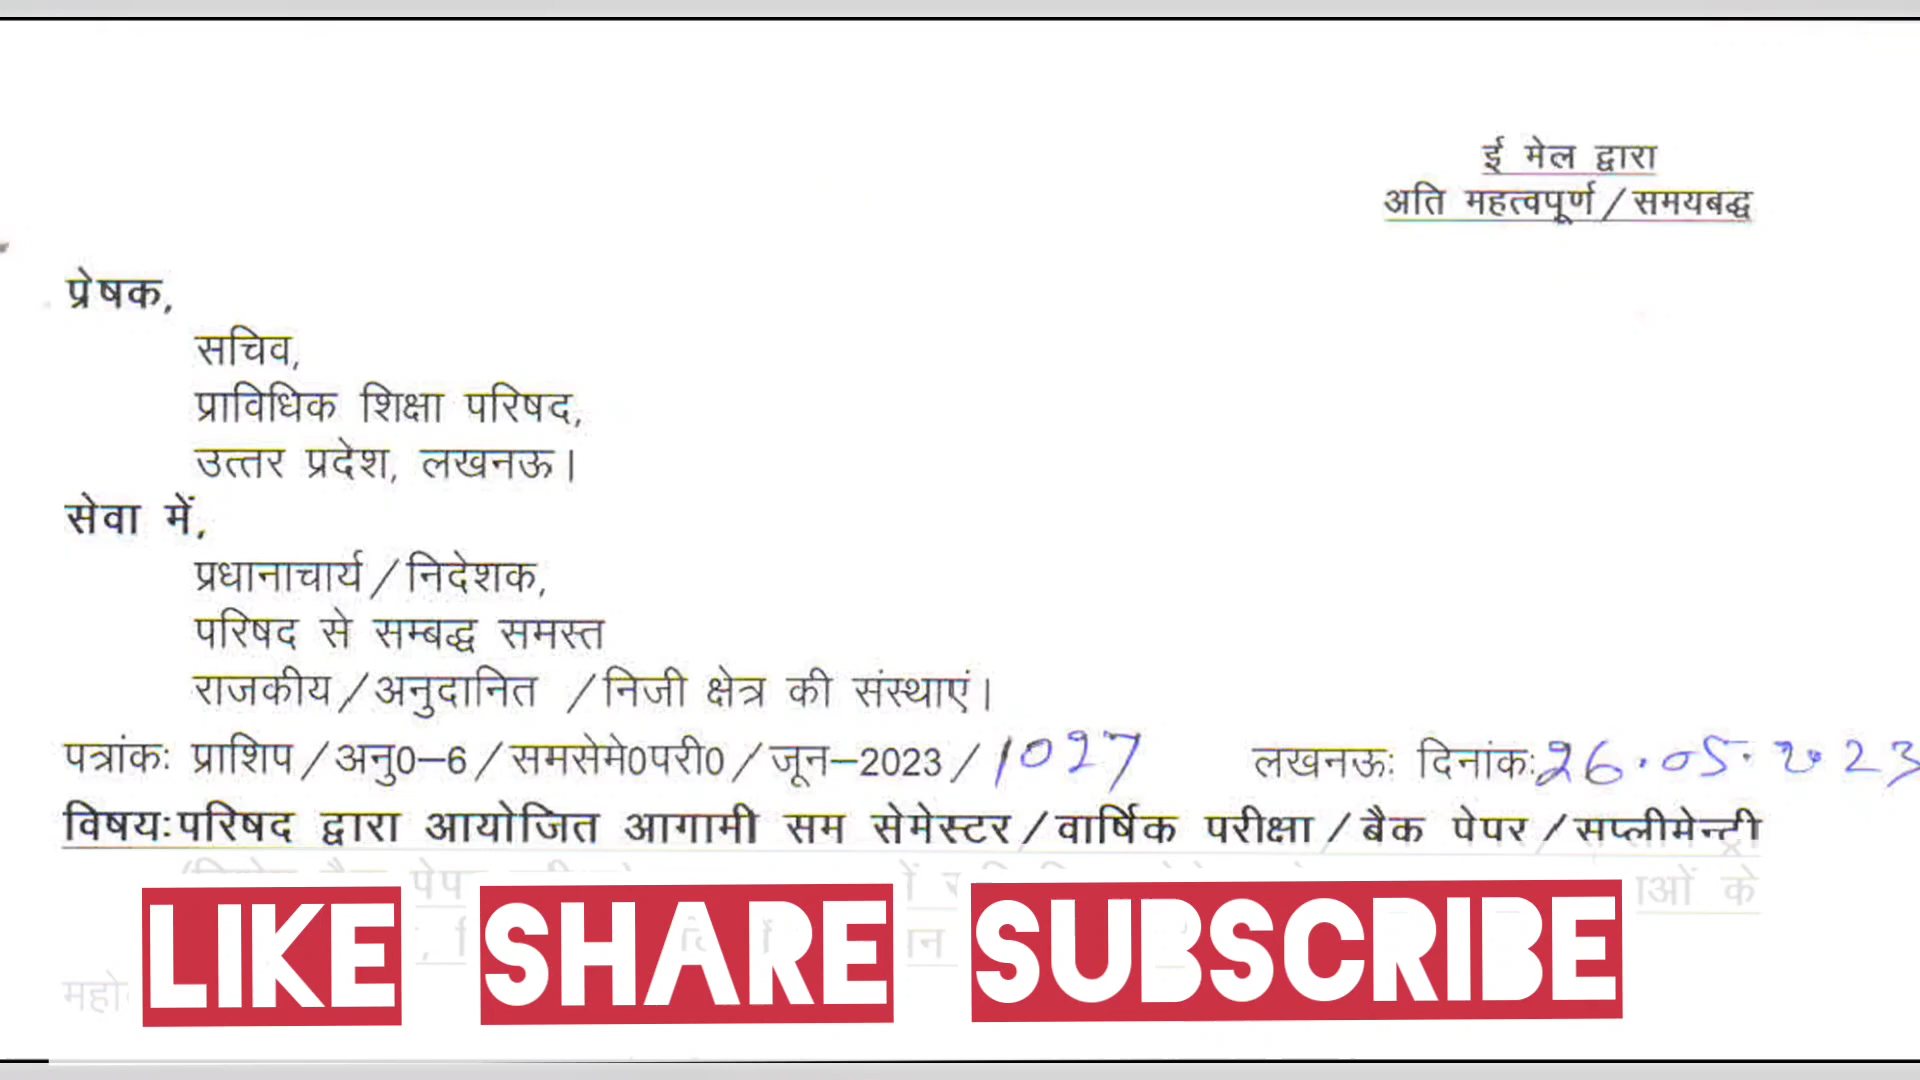 ई मेल द्वारा
अति महत्वपूर्ण/समयबद्ध
प्रेषक,
सचिव,
प्राविधिक शिक्षा परिषद,
उत्तर प्रदेश, लखनऊ।
सेवा में,
प्रधानाचार्य/निदेशक,
परिषद से सम्बद्ध समस्त
राजकीय/अनुदानित /निजी क्षेत्र की संस्थाएं।
पत्रांकः प्राशिप/अनु0–6/समसेमे0परी0/जून–2023/1027 लखनऊः दिनांकः26.05.2023
विषयःपरिषद द्वारा आयोजित आगामी सम सेमेस्टर/वार्षिक परीक्षा/बैक पेपर/सप्लीमेन्ट्री
के
LIKE SHARE SUBSCRIBE